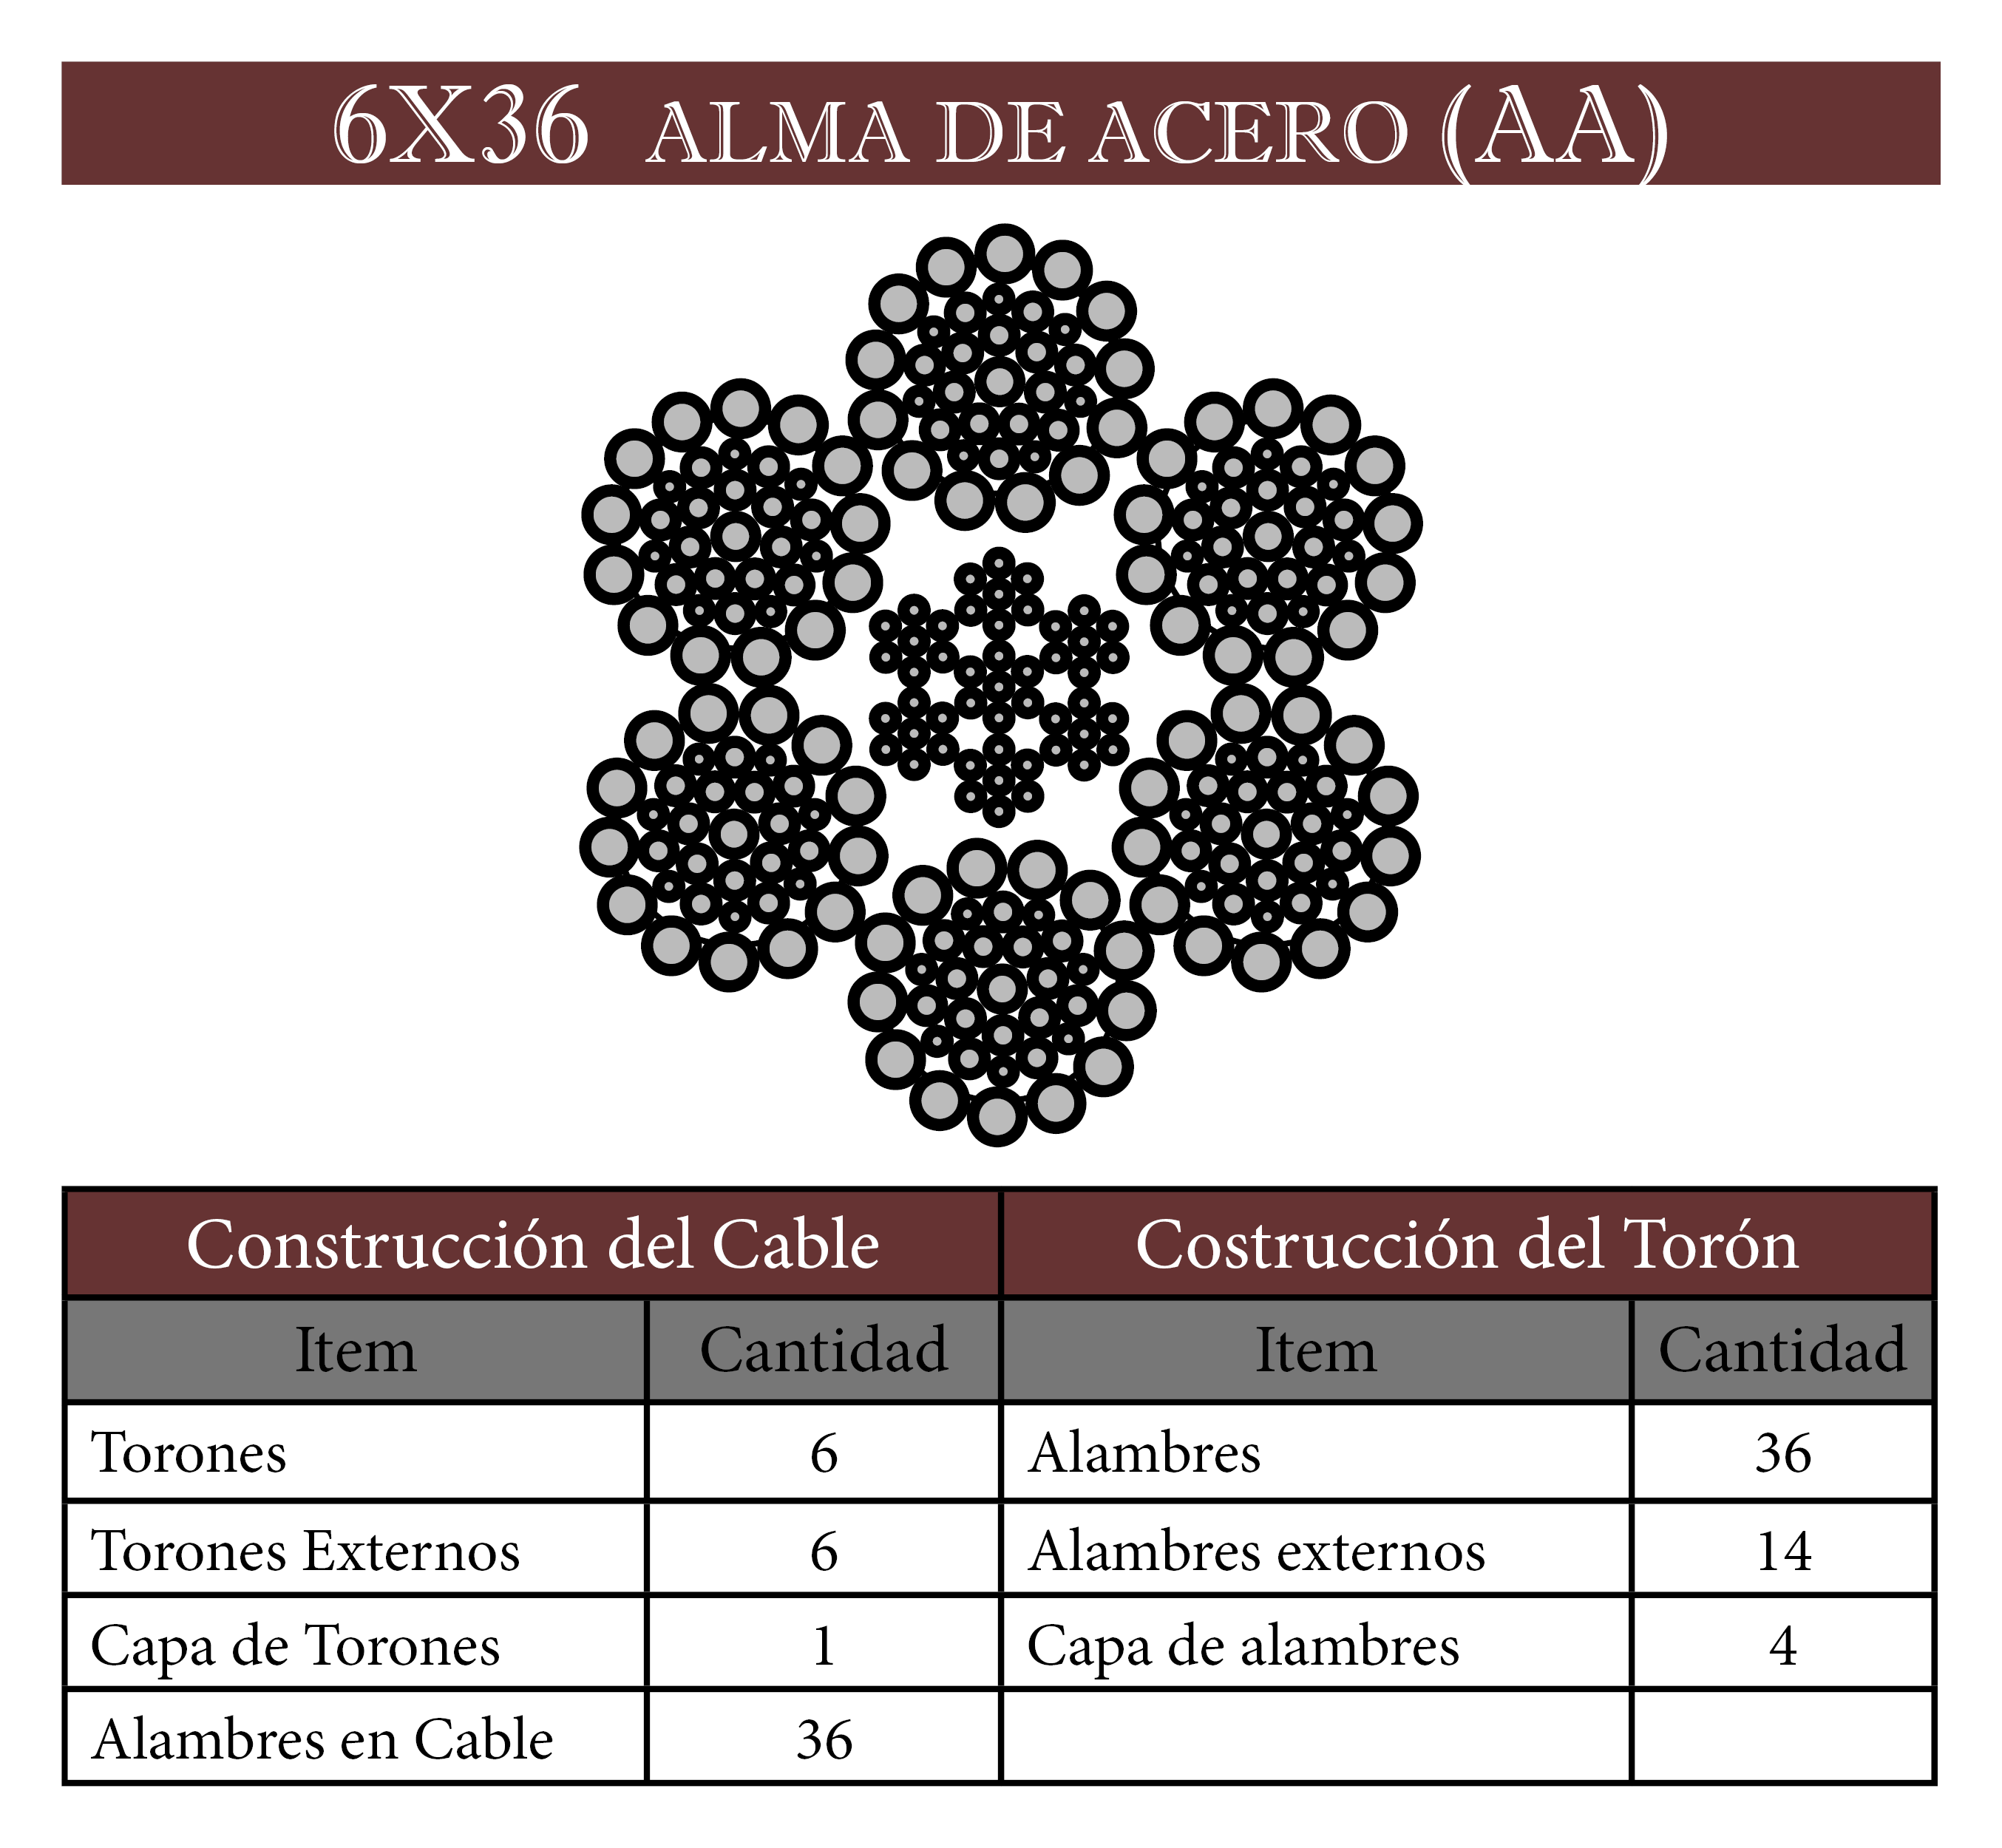 6X36 ALMA DE ACERO (AA)
Construcción del Cable Costrucción del Torón
Item Cantidad Item Cantidad
Torones 6 Alambres 36
Torones Externos 6 Alambres externos 14
Capa de Torones 1 Capa de alambres 4
Alambres en Cable 36